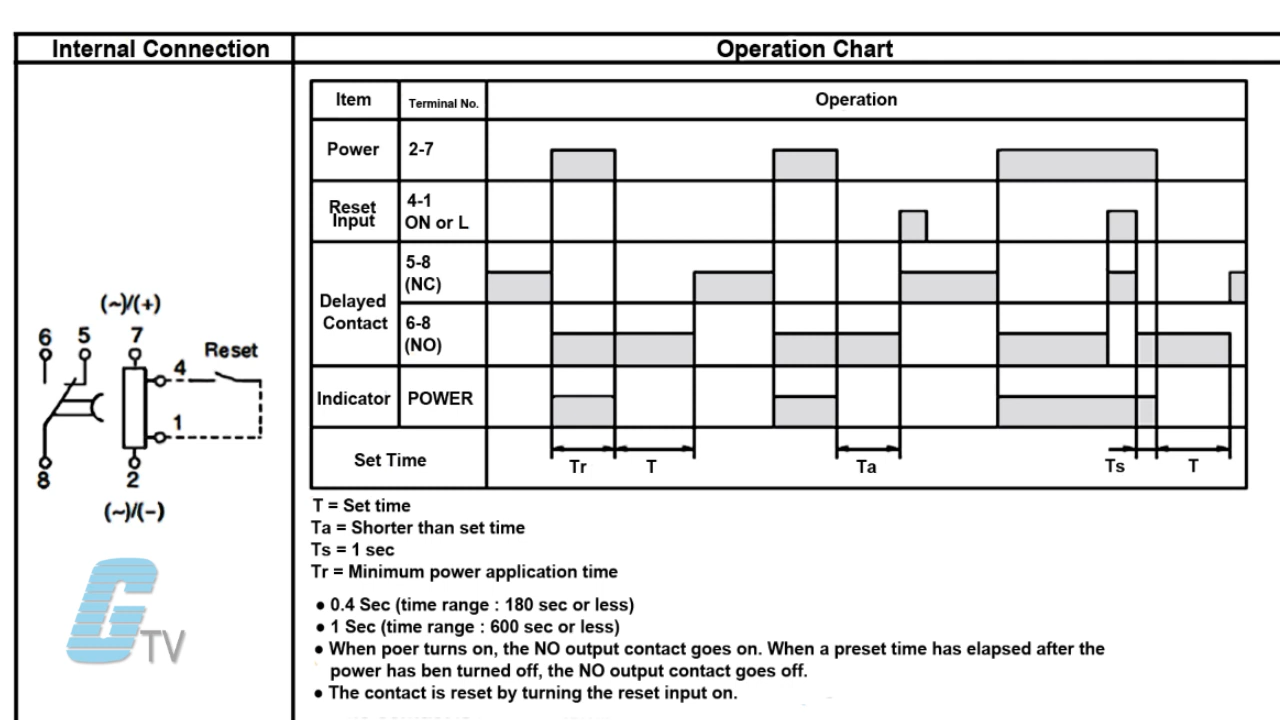 Internal Connection
Operation Chart
Item
Terminal No.
Operation
Power
2-7
Reset
Input
4-1
ON or L
Delayed
Contact
5-8
(NC)
6-8
(NO)
Indicator
POWER
Set Time
Tr
T
Ta
Ts
T
(~)/(+)
6
5
7
4
Reset
1
8
2
(~)/(−)
G
TV
T = Set time
Ta = Shorter than set time
Ts = 1 sec
Tr = Minimum power application time
● 0.4 Sec (time range : 180 sec or less)
● 1 Sec (time range : 600 sec or less)
● When poer turns on, the NO output contact goes on. When a preset time has elapsed after the
power has ben turned off, the NO output contact goes off.
● The contact is reset by turning the reset input on.